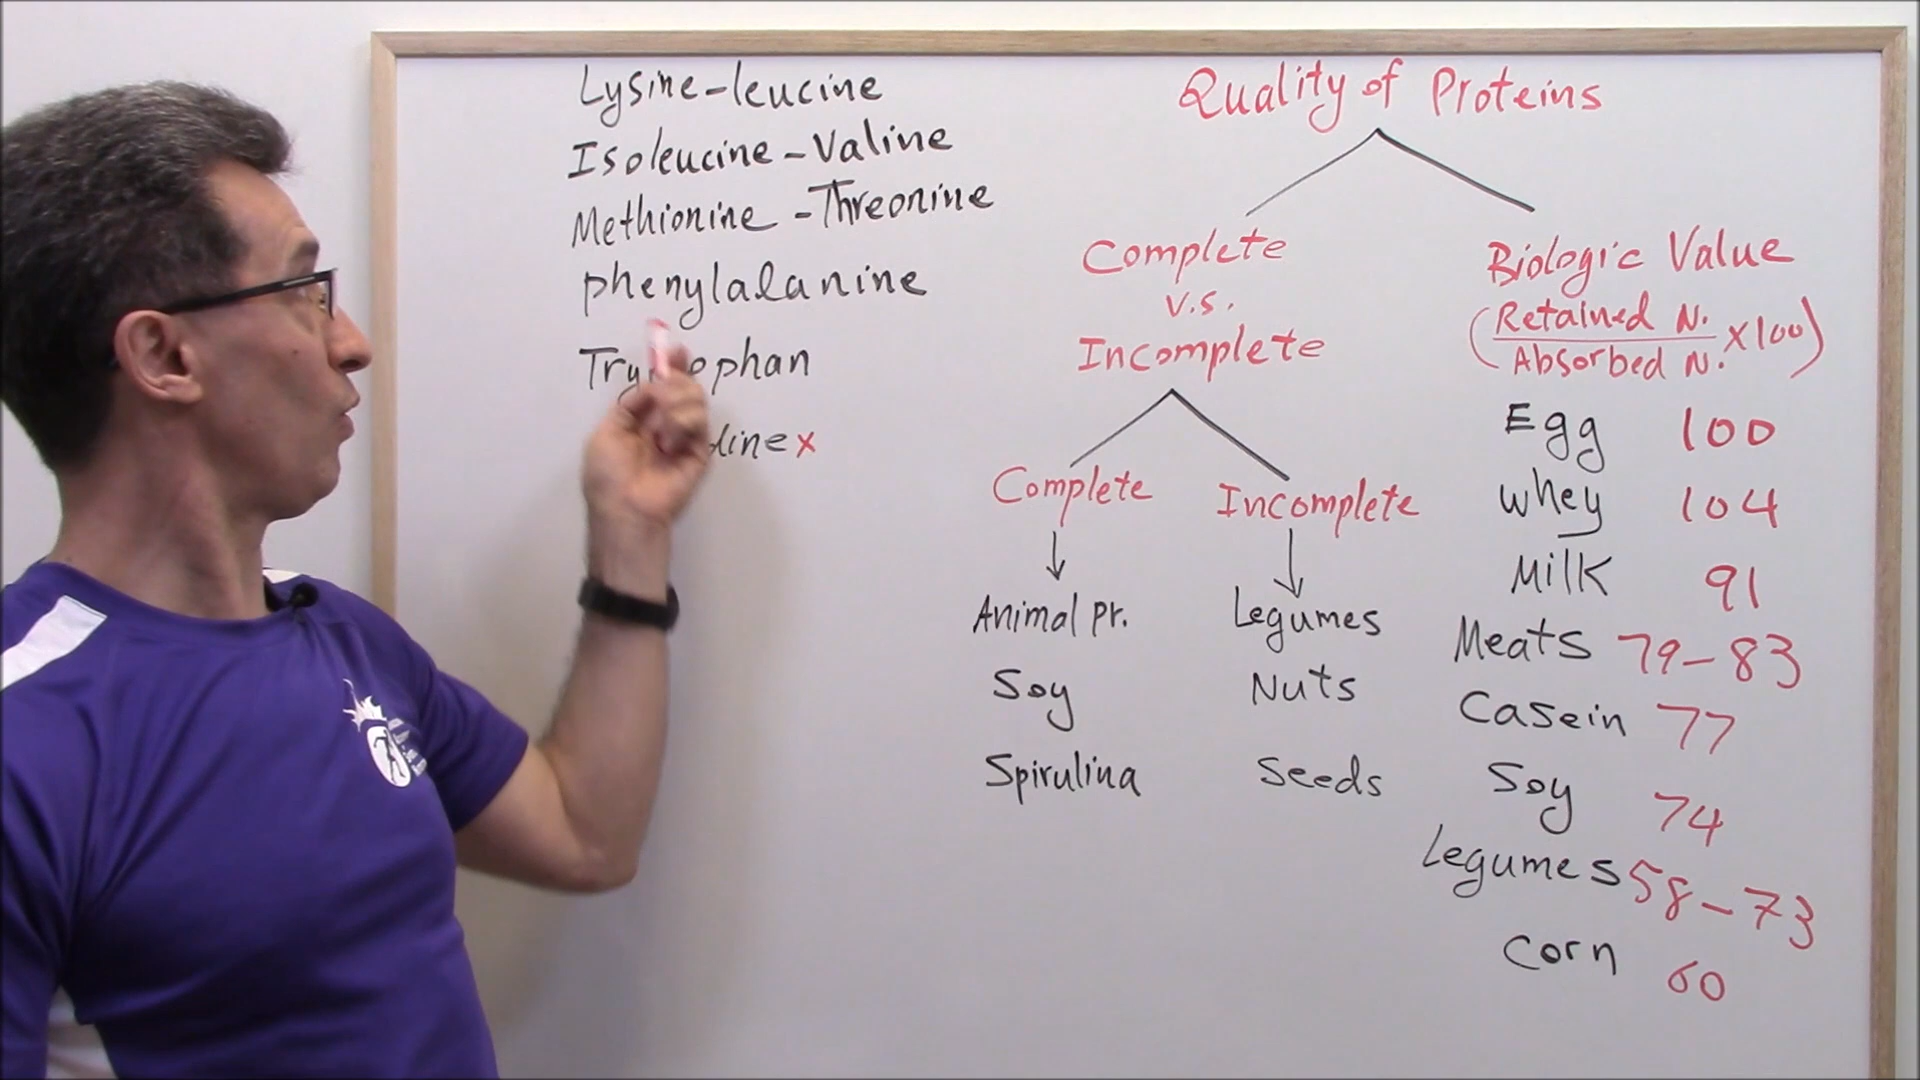 Lysine-leucine
Isoleucine-Valine
Methionine-Threonine
phenylalanine
Quality of Proteins
Complete
v.s.
Incomplete
Complete
Incomplete
Animal pr.
Legumes
Soy
Nuts
Spirulina
Seeds
Biologic Value
(Retained N.
Absorbed N. x100)
Egg 100
whey 104
Milk 91
Meats 79-83
Casein 77
Soy 74
Legumes 58-73
Corn 60